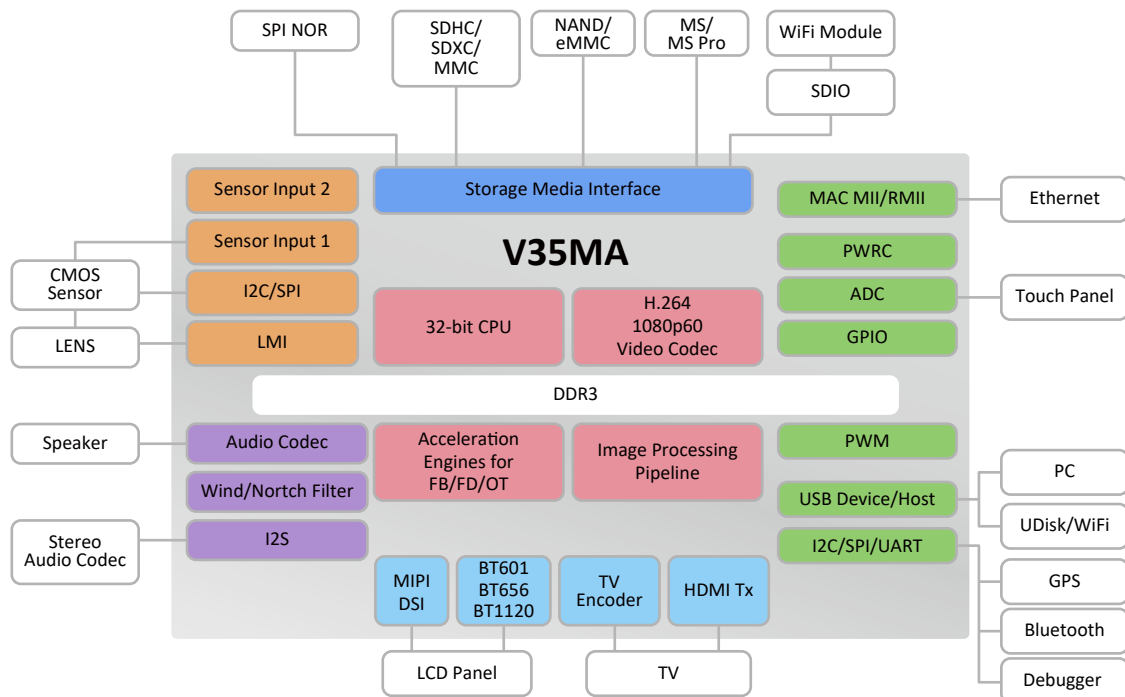 SPI NOR
SDHC/
SDXC/
MMC
NAND/
eMMC
MS/
MS Pro
WiFi Module
SDIO
Sensor Input 2
Storage Media Interface
MAC MII/RMII
Ethernet
Sensor Input 1
V35MA
PWRC
CMOS
Sensor
I2C/SPI
32-bit CPU
H.264
1080p60
Video Codec
ADC
Touch Panel
LENS
LMI
GPIO
DDR3
Speaker
Audio Codec
Acceleration
Engines for
FB/FD/OT
Image Processing
Pipeline
PWM
PC
Wind/Nortch Filter
USB Device/Host
UDisk/WiFi
Stereo
Audio Codec
I2S
I2C/SPI/UART
GPS
MIPI
DSI
BT601
BT656
BT1120
TV
Encoder
HDMI Tx
Bluetooth
LCD Panel
TV
Debugger